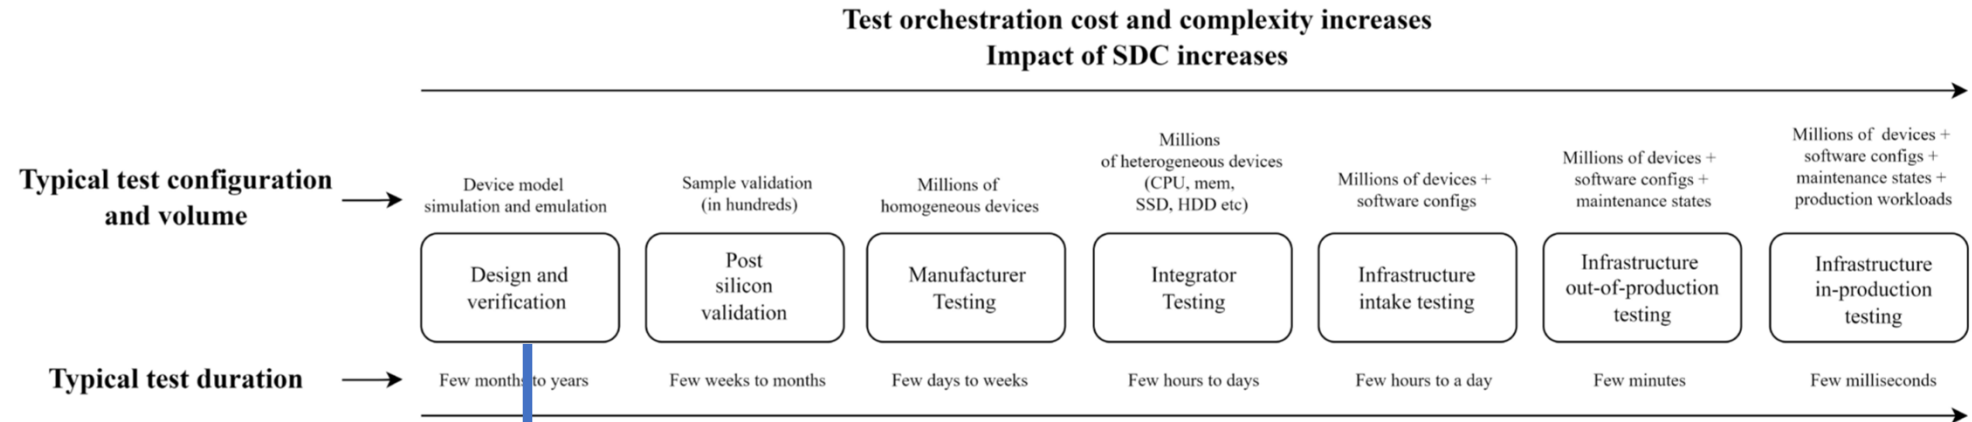 Test orchestration cost and complexity increases
Impact of SDC increases
Typical test configuration
and volume
Device model
simulation and emulation
Sample validation
(in hundreds)
Millions of
homogeneous devices
Millions
of heterogeneous devices
(CPU, mem,
SSD, HDD etc)
Millions of devices +
software configs
Millions of devices +
software configs +
maintenance states
Millions of devices +
software configs +
maintenance states +
production workloads
Design and
verification
Post
silicon
validation
Manufacturer
Testing
Integrator
Testing
Infrastructure
intake testing
Infrastructure
out-of-production
testing
Infrastructure
in-production
testing
Typical test duration
Few months to years
Few weeks to months
Few days to weeks
Few hours to days
Few hours to a day
Few minutes
Few milliseconds